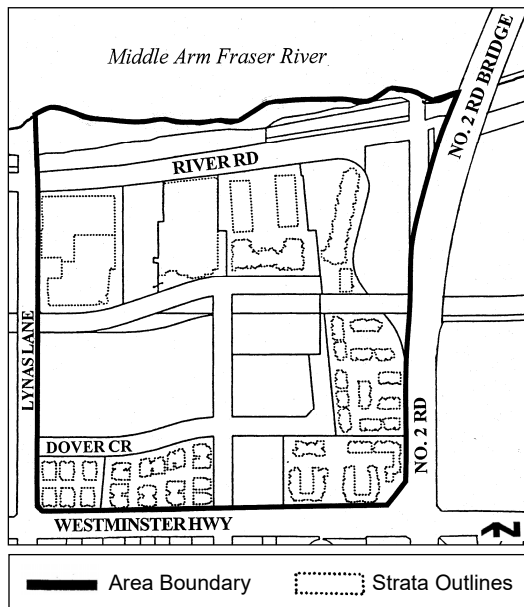 Middle Arm Fraser River
NO. 2 RD BRIDGE
RIVER RD
LYNAS LANE
NO. 2 RD
DOVER CR
WESTMINSTER HWY
N
Area Boundary
Strata Outlines